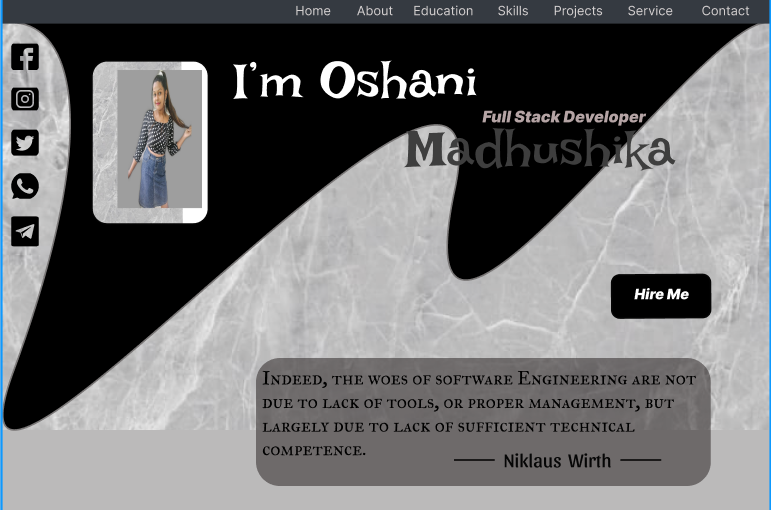 Home About Education Skills Projects Service Contact
I'm Oshani
Full Stack Developer
Madhushika
Hire Me
Indeed, the woes of software Engineering are not
due to lack of tools, or proper management, but
largely due to lack of sufficient technical
competence.
Niklaus Wirth